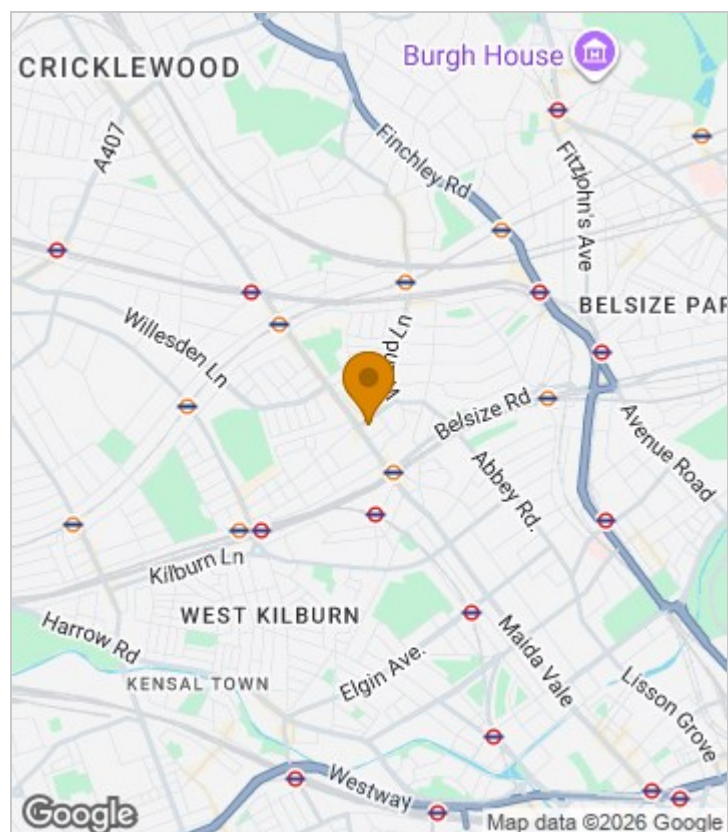 CRICKLEWOOD
Burgh House
A407
Finchley Rd
Fitzjohn's Ave
BELSIZE PAR
Willesden Ln
Belsize Rd
Avenue Road
Abbey Rd.
Kilburn Ln
WEST KILBURN
Harrow Rd
KENSAL TOWN
Elgin Ave.
Maida Vale
Lisson Grove
Westway
Google
Map data ©2026 Google